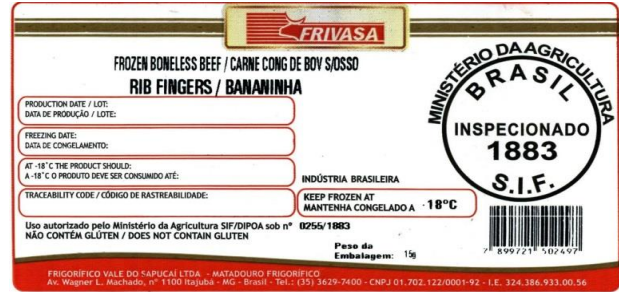 FRIVASA
FROZEN BONELESS BEEF / CARNE CONG DE BOV S/OSSO
RIB FINGERS / BANANINHA
PRODUCTION DATE / LOT:
DATA DE PRODUÇÃO / LOTE:
FREEZING DATE:
DATA DE CONGELAMENTO:
AT -18°C THE PRODUCT SHOULD:
A -18°C O PRODUTO DEVE SER CONSUMIDO ATÉ:
TRACEABILITY CODE / CÓDIGO DE RASTREABILIDADE:
INDÚSTRIA BRASILEIRA
KEEP FROZEN AT
MANTENHA CONGELADO A -18°C
MINISTÉRIO DA AGRICULTURA
BRASIL
INSPECIONADO
1883
S.I.F.
Uso autorizado pelo Ministério da Agricultura SIF/DIPOA sob nº 0255/1883
NÃO CONTÉM GLÚTEN / DOES NOT CONTAIN GLUTEN
Peso da
Embalagem: 15g
7 899721 502497
FRIGORÍFICO VALE DO SAPUCAÍ LTDA - MATADOURO FRIGORÍFICO
Av. Wagner L. Machado, nº 1100 Itajubá - MG - Brasil - Tel.: (35) 3629-7400 - CNPJ 01.702.122/0001-92 - I.E. 324.386.933.00.56